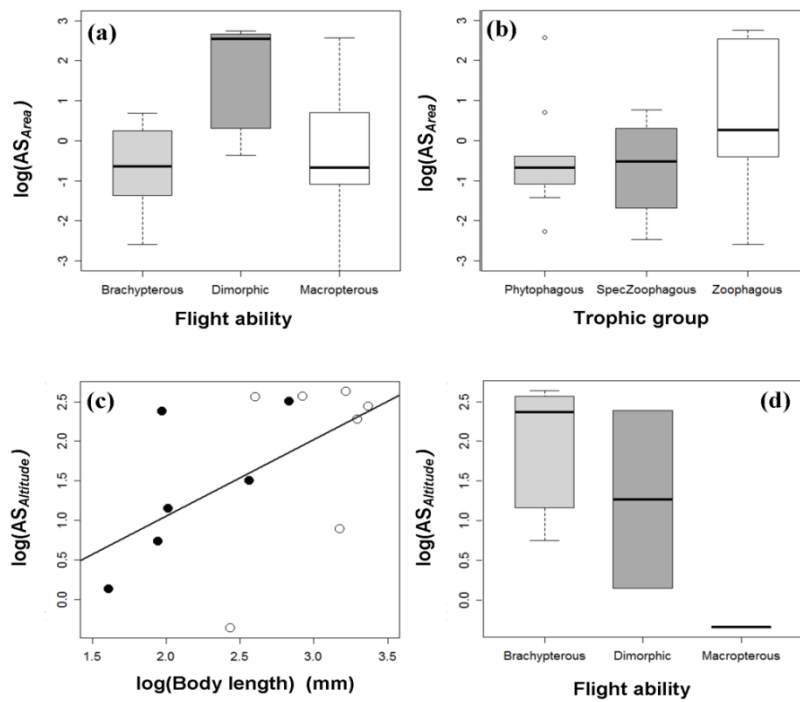 (a)
log(AS_Area)
3
2
1
0
-1
-2
-3
Brachypterous Dimorphic Macropterous
Flight ability
(b)
log(AS_Area)
3
2
1
0
-1
-2
-3
Phytophagous SpecZoophagous Zoophagous
Trophic group
(c)
log(AS_Altitude)
2.5
2.0
1.5
1.0
0.5
0.0
1.5 2.0 2.5 3.0 3.5
log(Body length) (mm)
(d)
log(AS_Altitude)
2.5
2.0
1.5
1.0
0.5
0.0
Brachypterous Dimorphic Macropterous
Flight ability